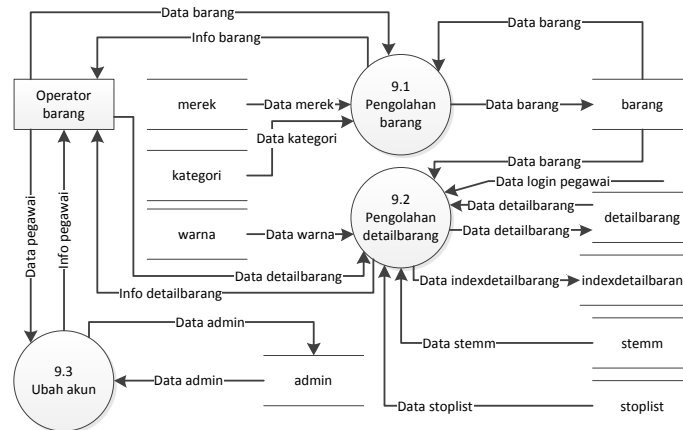 Data barang
Info barang
Data barang
Operator
barang
merek
Data merek
9.1
Pengolahan
barang
Data barang
barang
Data kategori
kategori
Data barang
Data login pegawai
9.2
Pengolahan
detailbarang
Data detailbarang
detailbarang
Data detailbarang
warna
Data warna
Data pegawai
Info pegawai
Data detailbarang
Info detailbarang
Data indexdetailbarang
indexdetailbaran
Data admin
Data stemm
stemm
9.3
Ubah akun
Data admin
admin
Data stoplist
stoplist